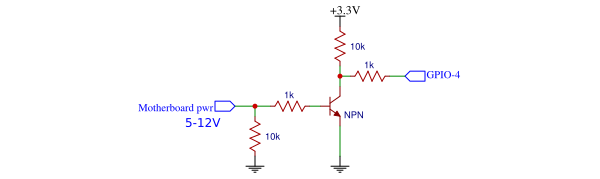 +3.3V
10k
1k
GPIO-4
1k
Motherboard pwr
NPN
5-12V
10k